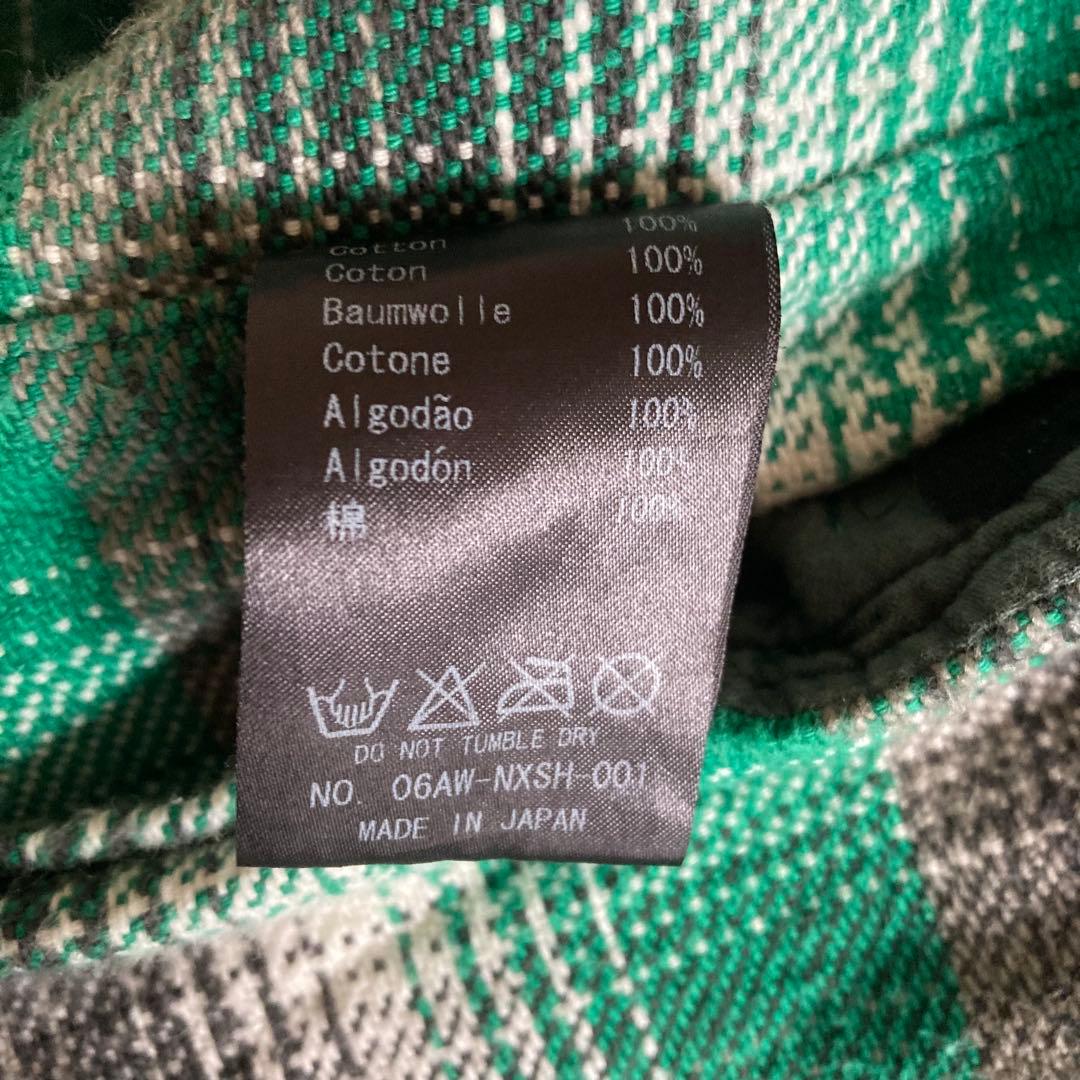 Cotton 100%
Coton 100%
Baumwolle 100%
Cotone 100%
Algodão 100%
Algodón 100%
棉 100%
DO NOT TUMBLE DRY
NO. 06AW-NXSH-001
MADE IN JAPAN